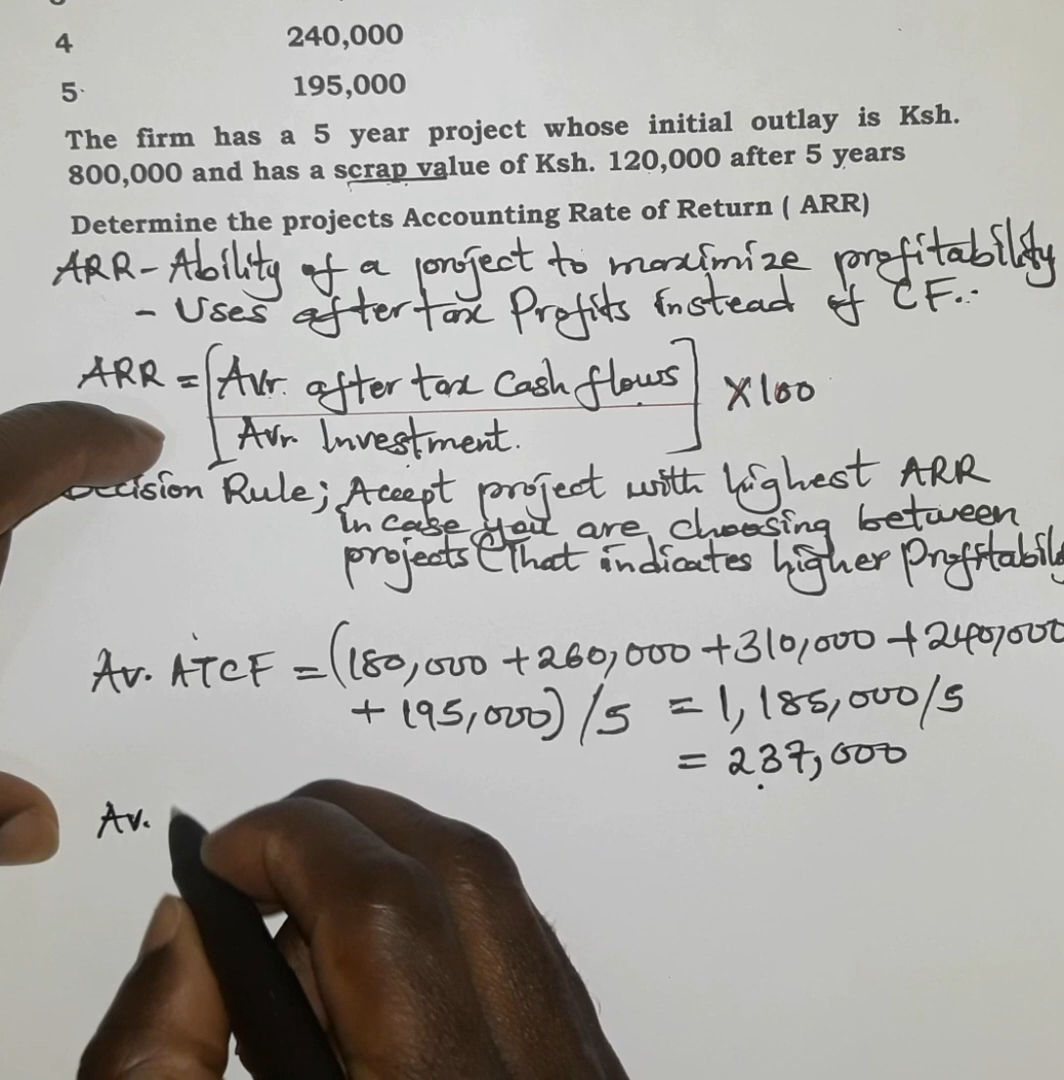 4 240,000
5 195,000
The firm has a 5 year project whose initial outlay is Ksh.
800,000 and has a scrap value of Ksh. 120,000 after 5 years
Determine the projects Accounting Rate of Return ( ARR)
ARR - Ability of a project to maximize profitability
- Uses after tax Profits instead of CF..
ARR = [Avr. after tax Cash flows
Avr. Investment.] X 100
Decision Rule; Accept project with highest ARR
in case you are choosing between
projects (That indicates higher
Av. ATCF = (180,000 + 260,000 + 310,000 + 240,000
+ 195,000) /5 = 1,185,000/5
= 237,000
Av.